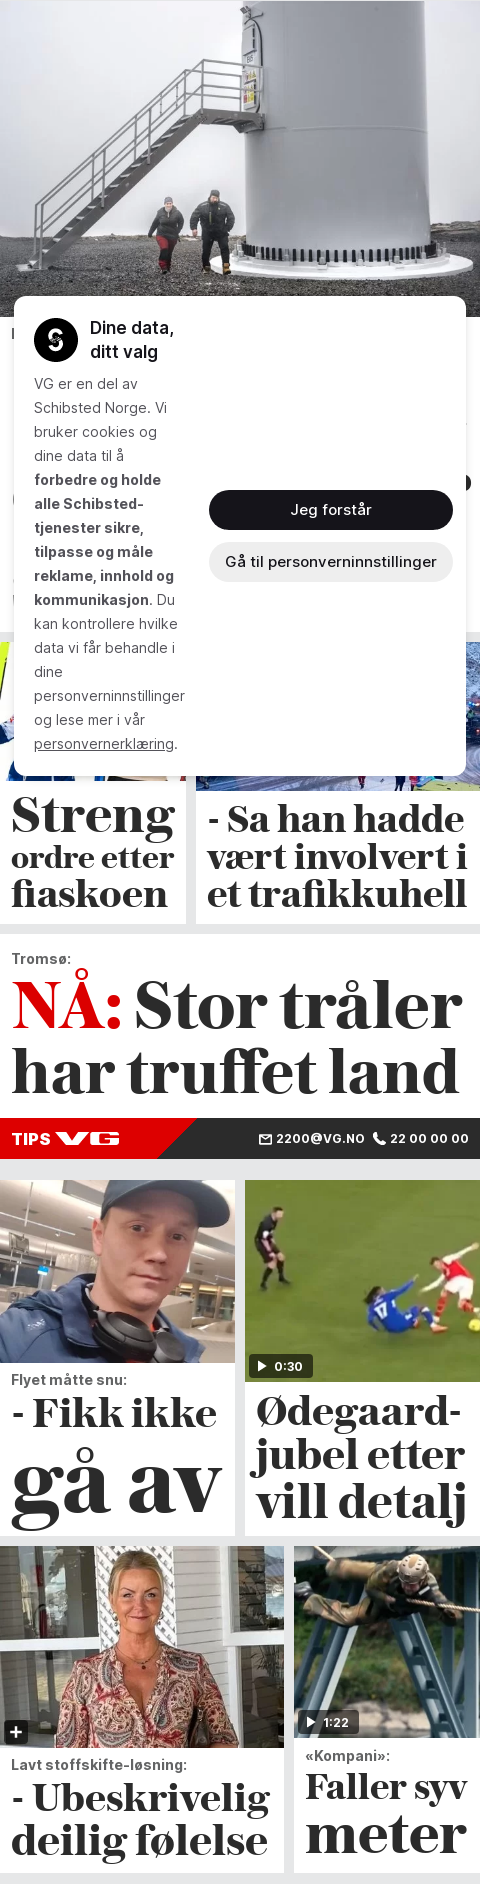 Dine data,
ditt valg
VG er en del av
Schibsted Norge. Vi
bruker cookies og
dine data til å
forbedre og holde
alle Schibsted-
tjenester sikre,
tilpasse og måle
reklame, innhold og
kommunikasjon. Du
kan kontrollere hvilke
data vi får behandle i
dine
personverninnstillinger
og lese mer i vår
personvernerklæring.
Jeg forstår
Gå til personverninnstillinger
Streng
ordre etter
fiaskoen
- Sa han hadde
vært involvert i
et trafikkuhell
Tromsø:
NÅ: Stor tråler
har truffet land
TIPS VG 2200@VG.NO 22 00 00 00
Flyet måtte snu:
- Fikk ikke
gå av
17
0:30
Ødegaard-
jubel etter
vill detalj
Lavt stoffskifte-løsning:
- Ubeskrivelig
deilig følelse
1:22
«Kompani»:
Faller syv
meter